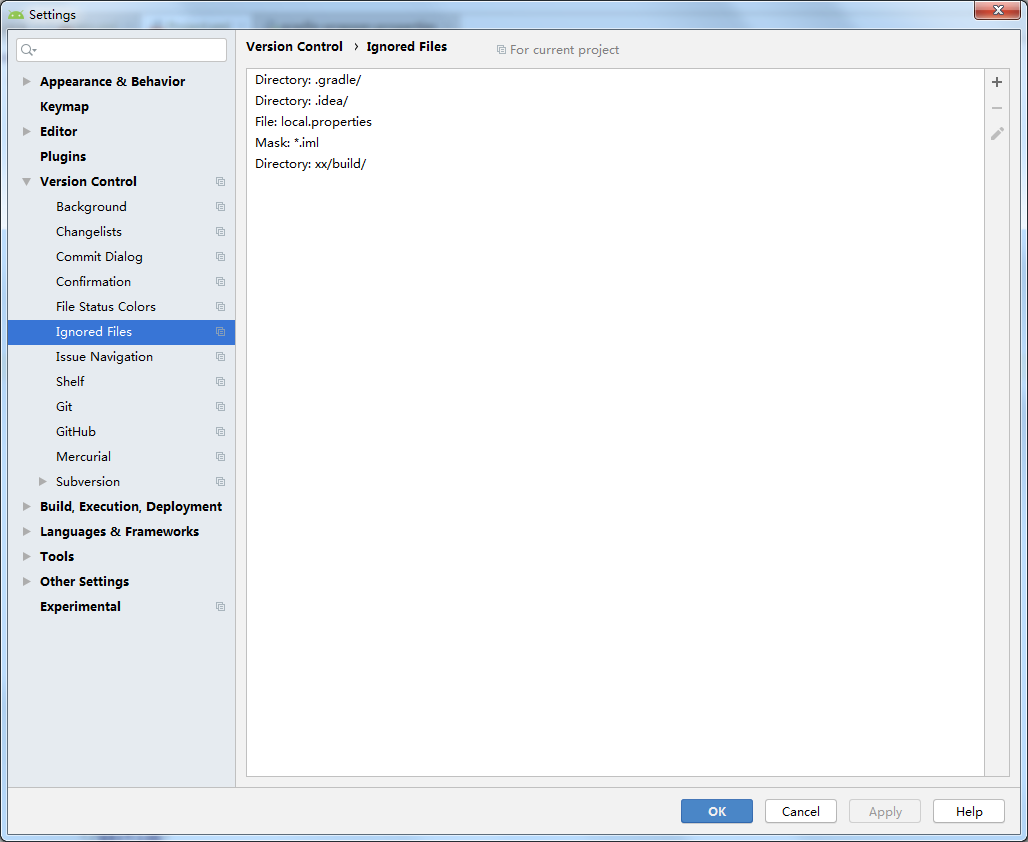 Settings
Appearance & Behavior
Keymap
Editor
Plugins
Version Control
Background
Changelists
Commit Dialog
Confirmation
File Status Colors
Ignored Files
Issue Navigation
Shelf
Git
GitHub
Mercurial
Subversion
Build, Execution, Deployment
Languages & Frameworks
Tools
Other Settings
Experimental
Version Control › Ignored Files
For current project
Directory: .gradle/
Directory: .idea/
File: local.properties
Mask: *.iml
Directory: xx/build/
OK
Cancel
Apply
Help